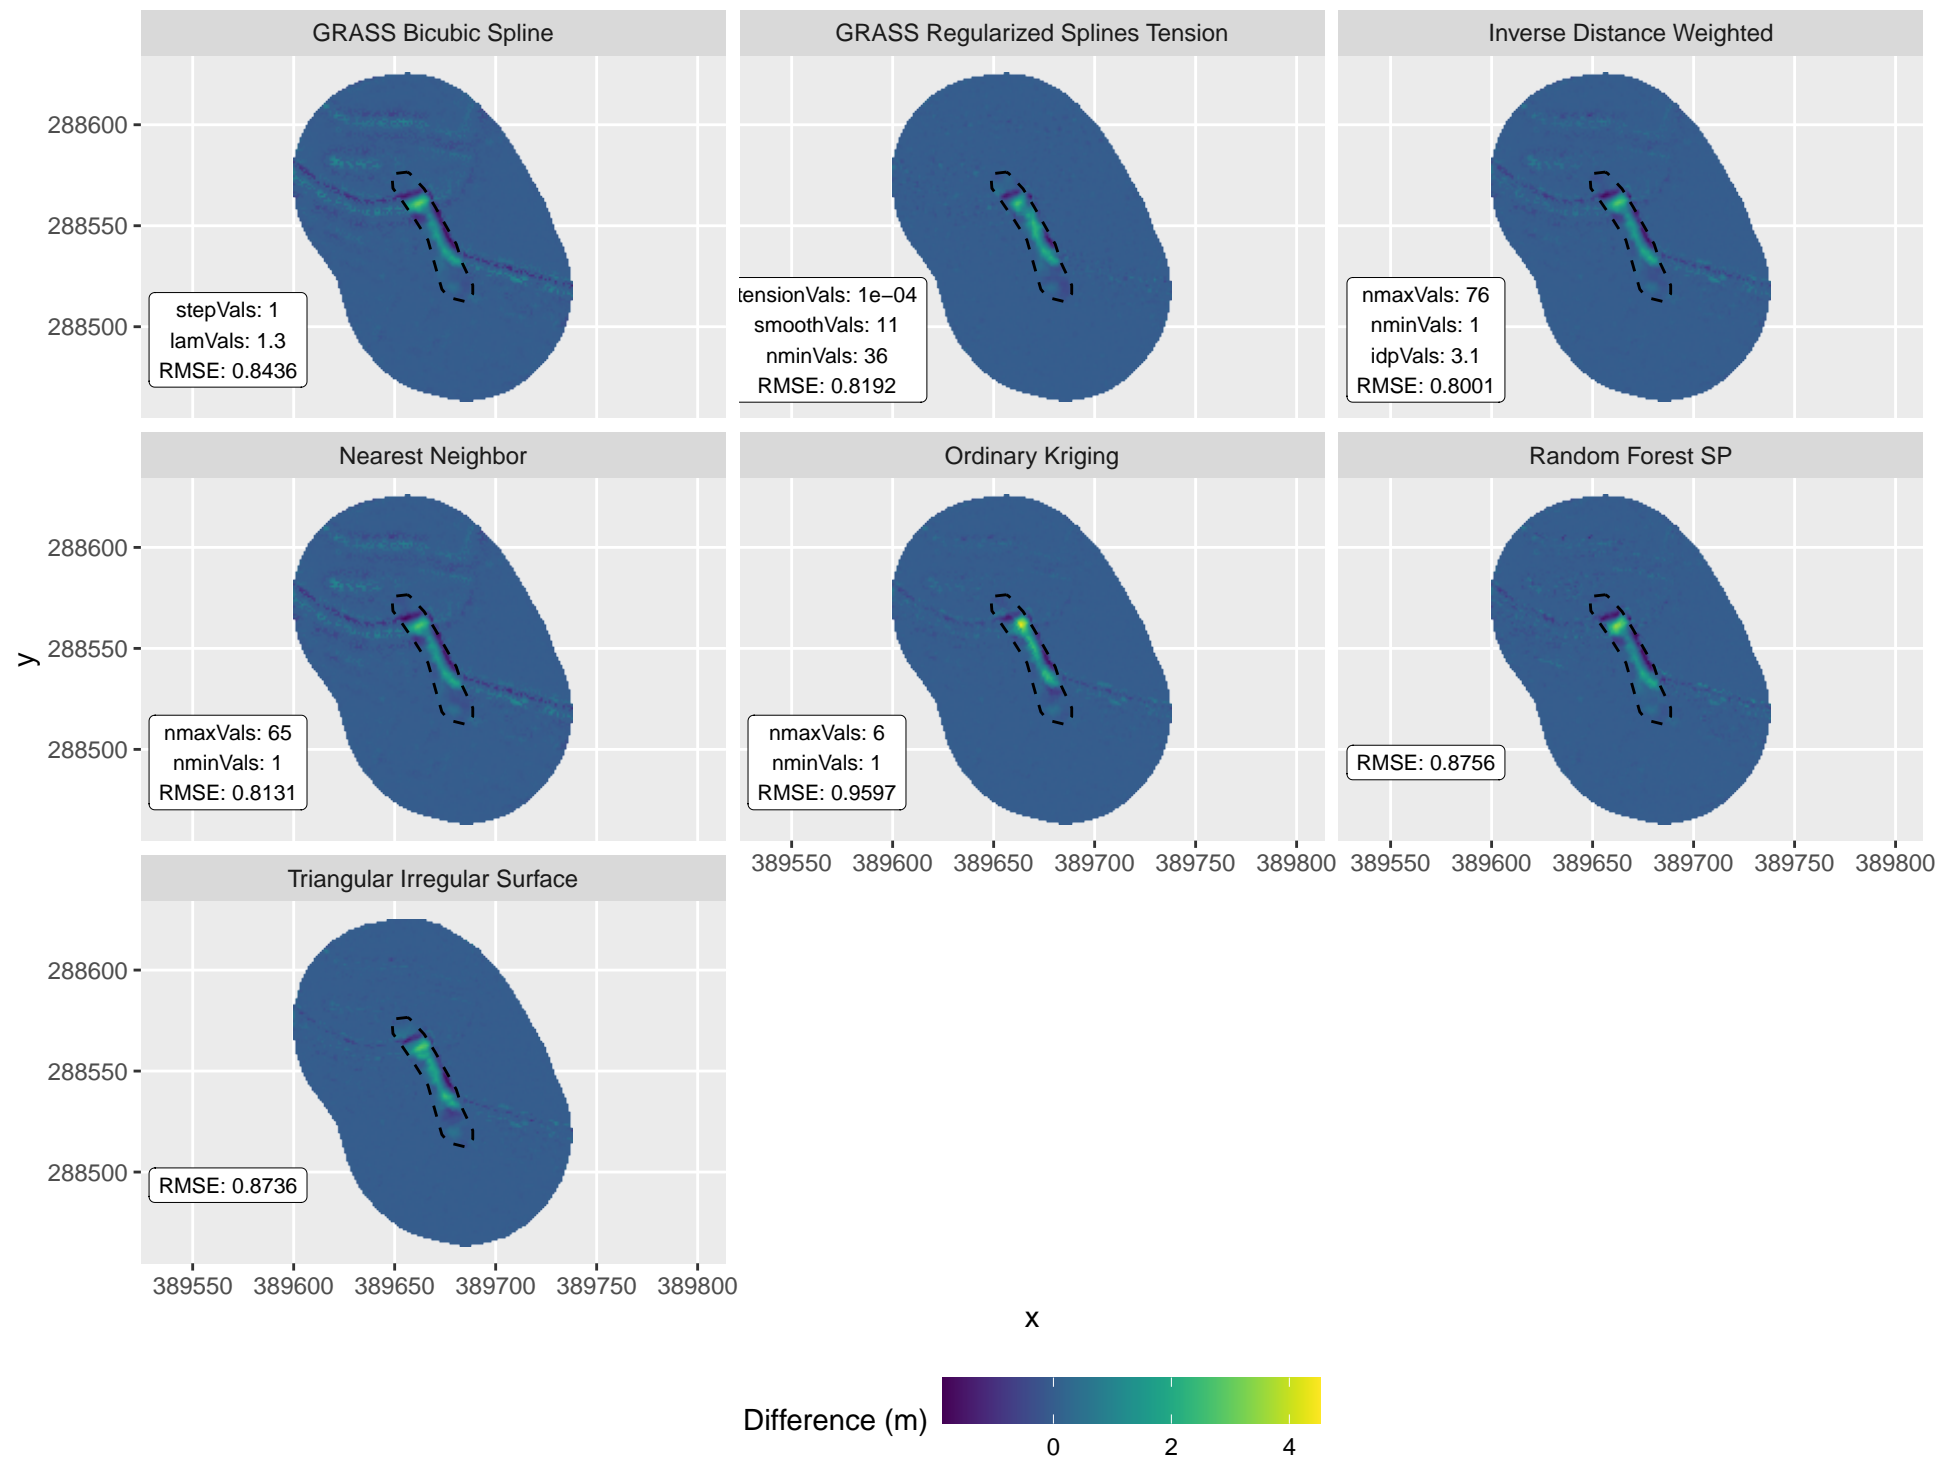 GRASS Bicubic Spline
GRASS Regularized Splines Tension
Inverse Distance Weighted
288600
288550
288500
stepVals: 1
lamVals: 1.3
RMSE: 0.8436
tensionVals: 1e−04
smoothVals: 11
nminVals: 36
RMSE: 0.8192
nmaxVals: 76
nminVals: 1
idpVals: 3.1
RMSE: 0.8001
Nearest Neighbor
Ordinary Kriging
Random Forest SP
288600
288550
288500
nmaxVals: 65
nminVals: 1
RMSE: 0.8131
nmaxVals: 6
nminVals: 1
RMSE: 0.9597
RMSE: 0.8756
389550 389600 389650 389700 389750 389800
389550 389600 389650 389700 389750 389800
y
Triangular Irregular Surface
288600
288550
288500
RMSE: 0.8736
389550 389600 389650 389700 389750 389800
x
Difference (m)
0 2 4